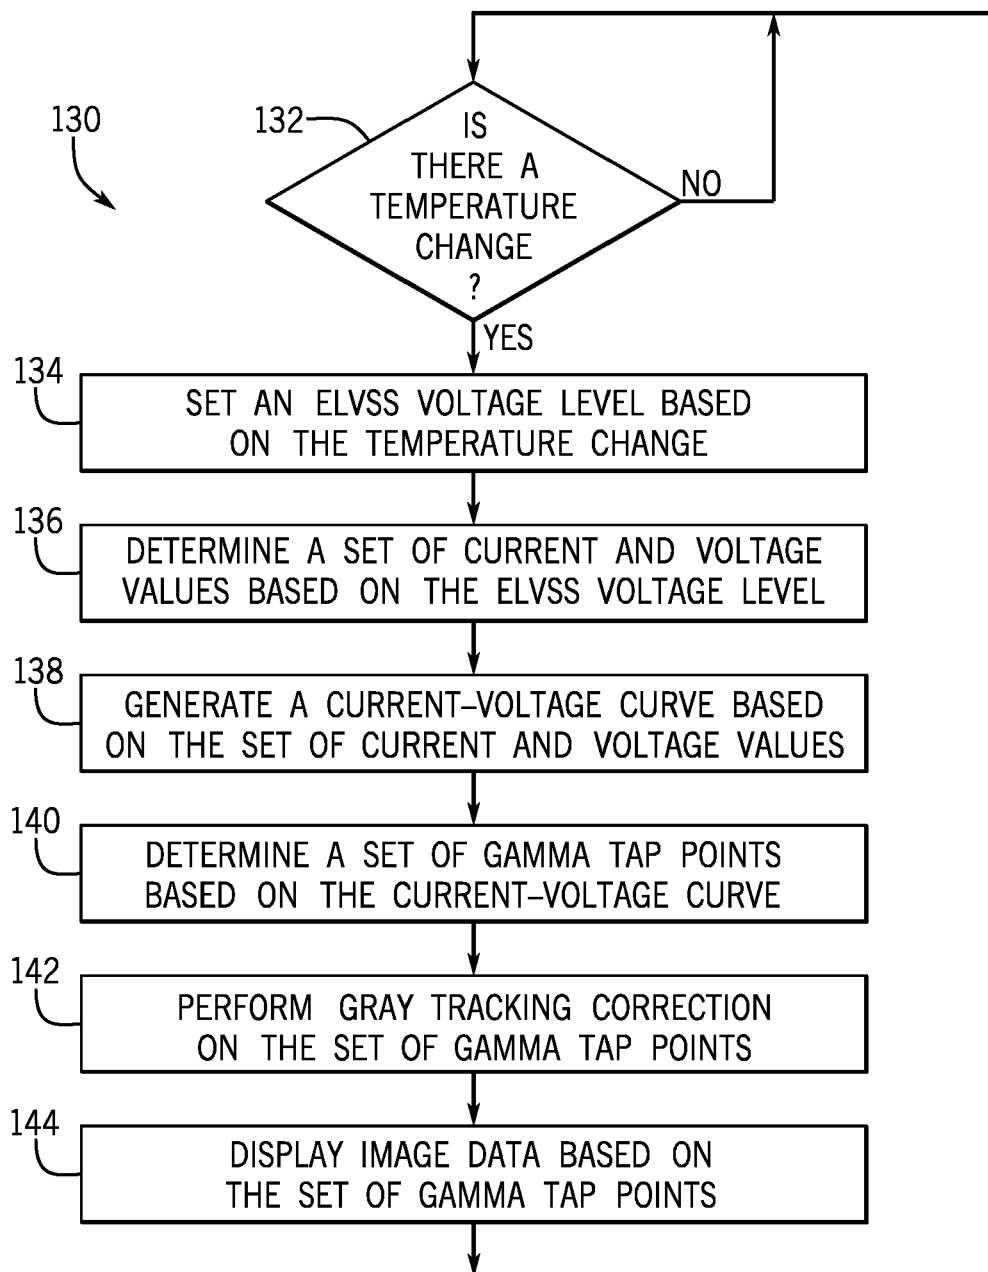 130
132
IS
THERE A
TEMPERATURE
CHANGE
?
NO
YES
134
SET AN ELVSS VOLTAGE LEVEL BASED
ON THE TEMPERATURE CHANGE
136
DETERMINE A SET OF CURRENT AND VOLTAGE
VALUES BASED ON THE ELVSS VOLTAGE LEVEL
138
GENERATE A CURRENT–VOLTAGE CURVE BASED
ON THE SET OF CURRENT AND VOLTAGE VALUES
140
DETERMINE A SET OF GAMMA TAP POINTS
BASED ON THE CURRENT–VOLTAGE CURVE
142
PERFORM GRAY TRACKING CORRECTION
ON THE SET OF GAMMA TAP POINTS
144
DISPLAY IMAGE DATA BASED ON
THE SET OF GAMMA TAP POINTS